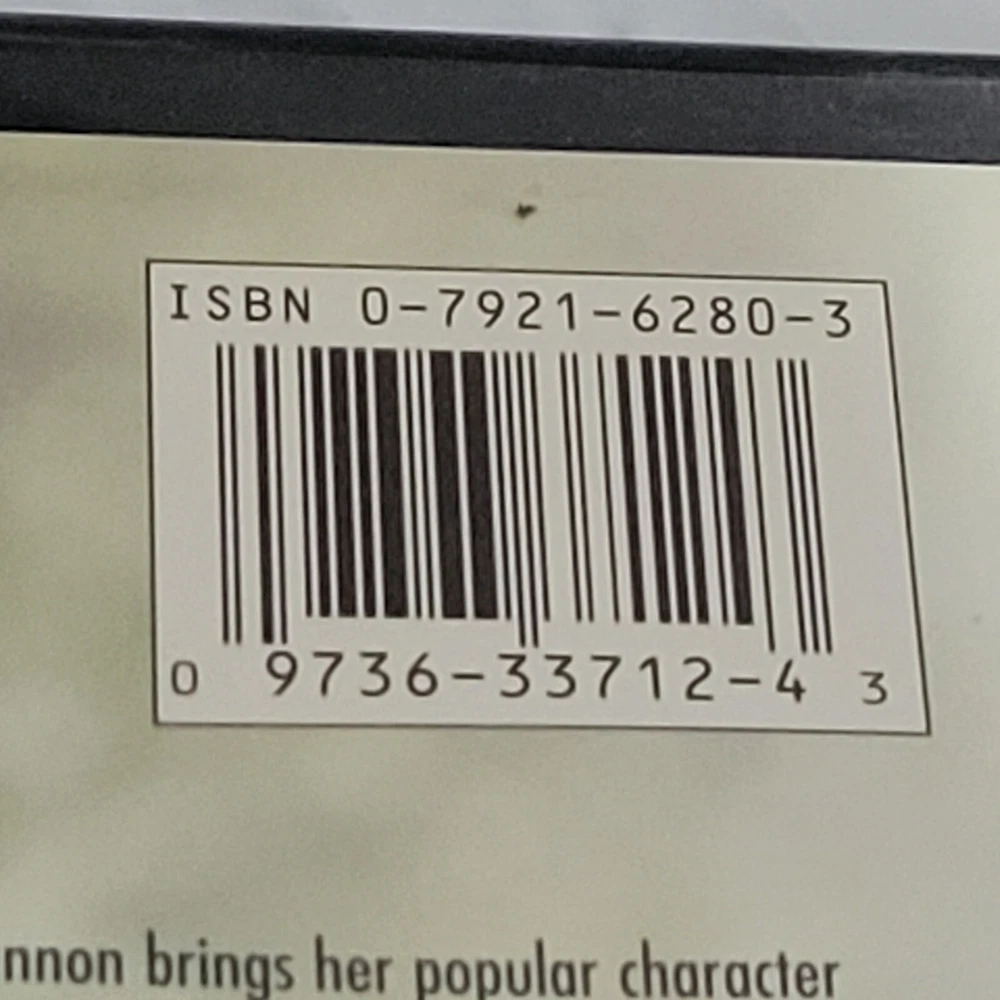 ISBN 0-7921-6280-3
0 9736-33712-4 3
nnon brings her popular character